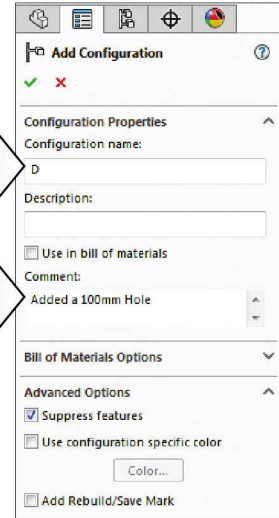 Add Configuration
?
Configuration Properties
Configuration name:
D
Description:
Use in bill of materials
Comment:
Added a 100mm Hole
Bill of Materials Options
Advanced Options
Suppress features
Use configuration specific color
Color...
Add Rebuild/Save Mark